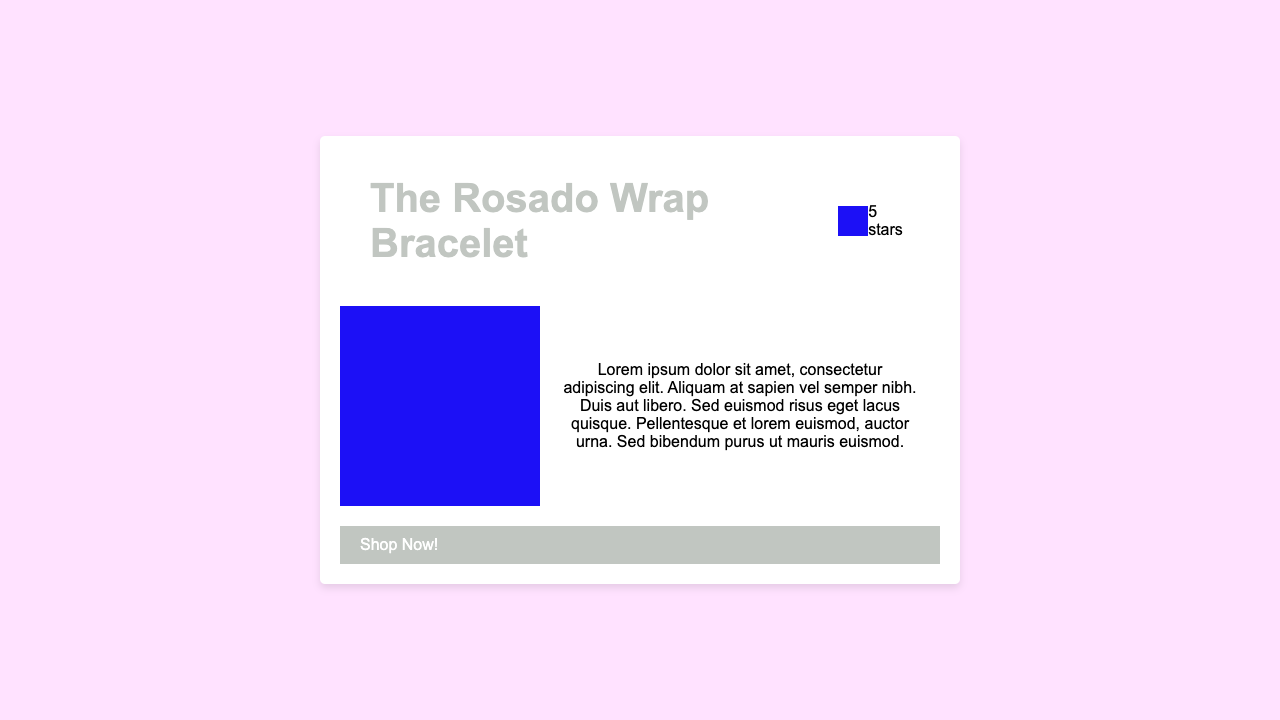 The Rosado Wrap
Bracelet
5
stars
Lorem ipsum dolor sit amet, consectetur
adipiscing elit. Aliquam at sapien vel semper nibh.
Duis aut libero. Sed euismod risus eget lacus
quisque. Pellentesque et lorem euismod, auctor
urna. Sed bibendum purus ut mauris euismod.
Shop Now!